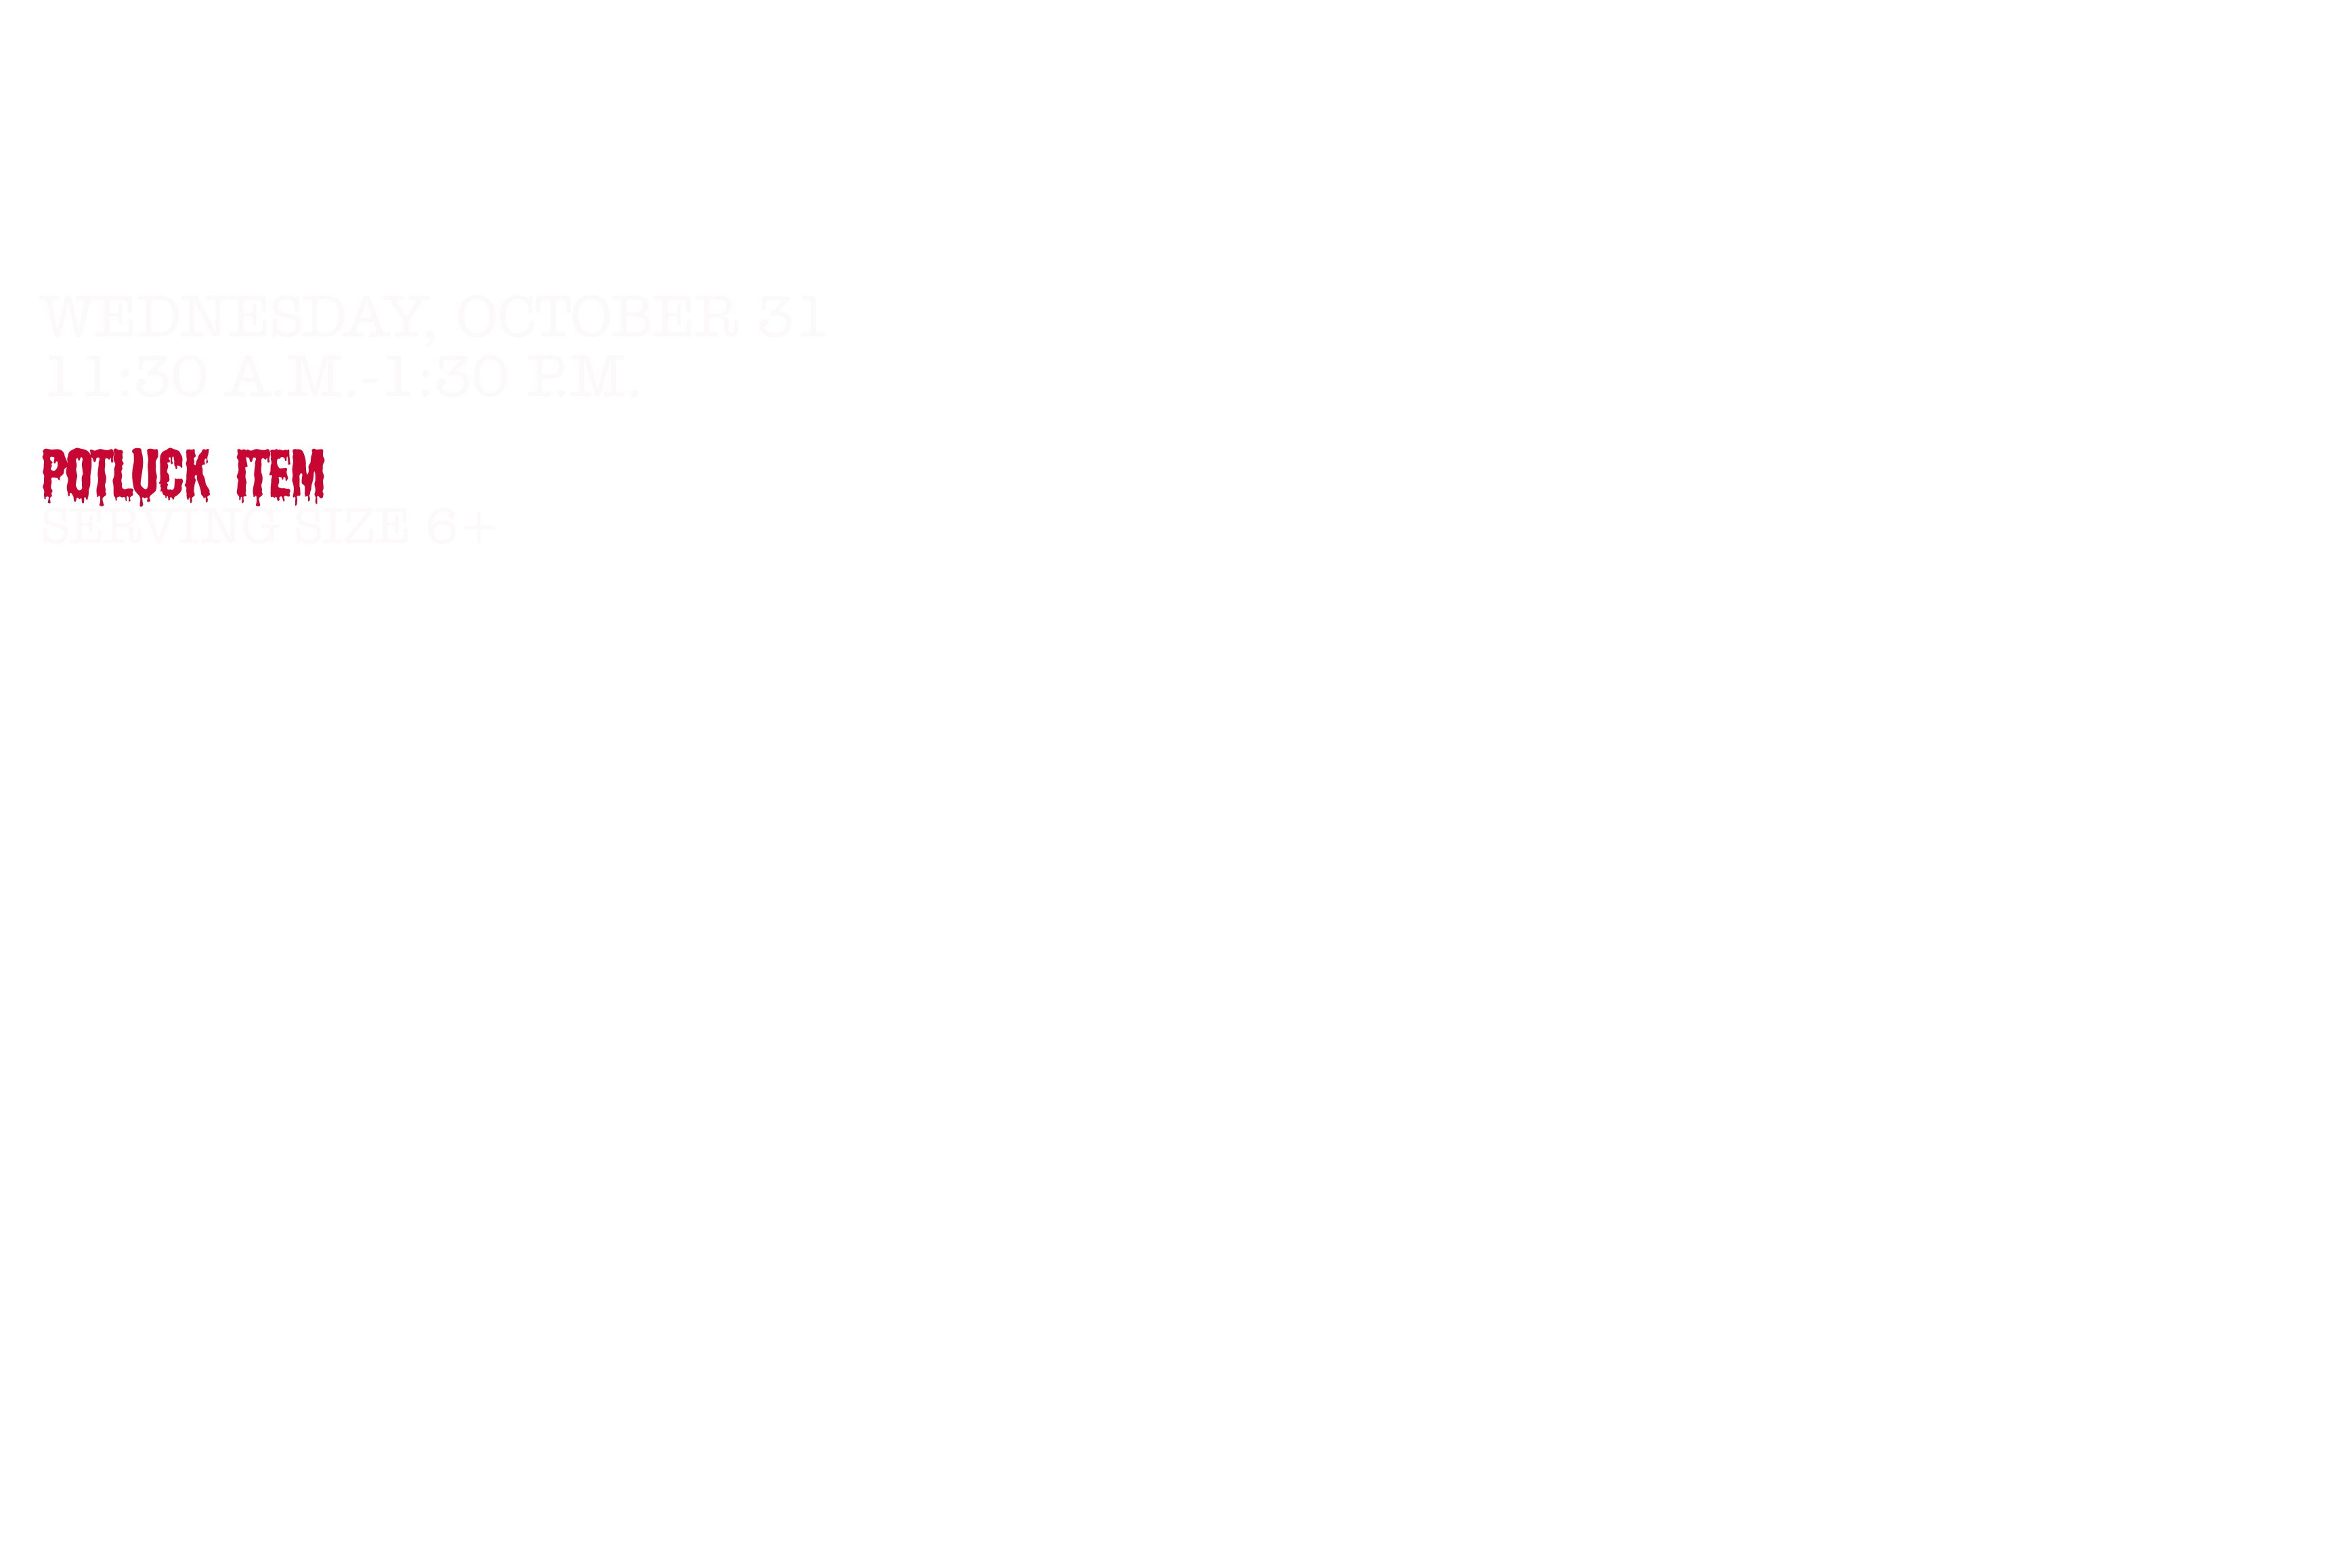 WEDNESDAY, OCTOBER 31
11:30 A.M.-1:30 P.M.
POTLUCK ITEM
SERVING SIZE 6+